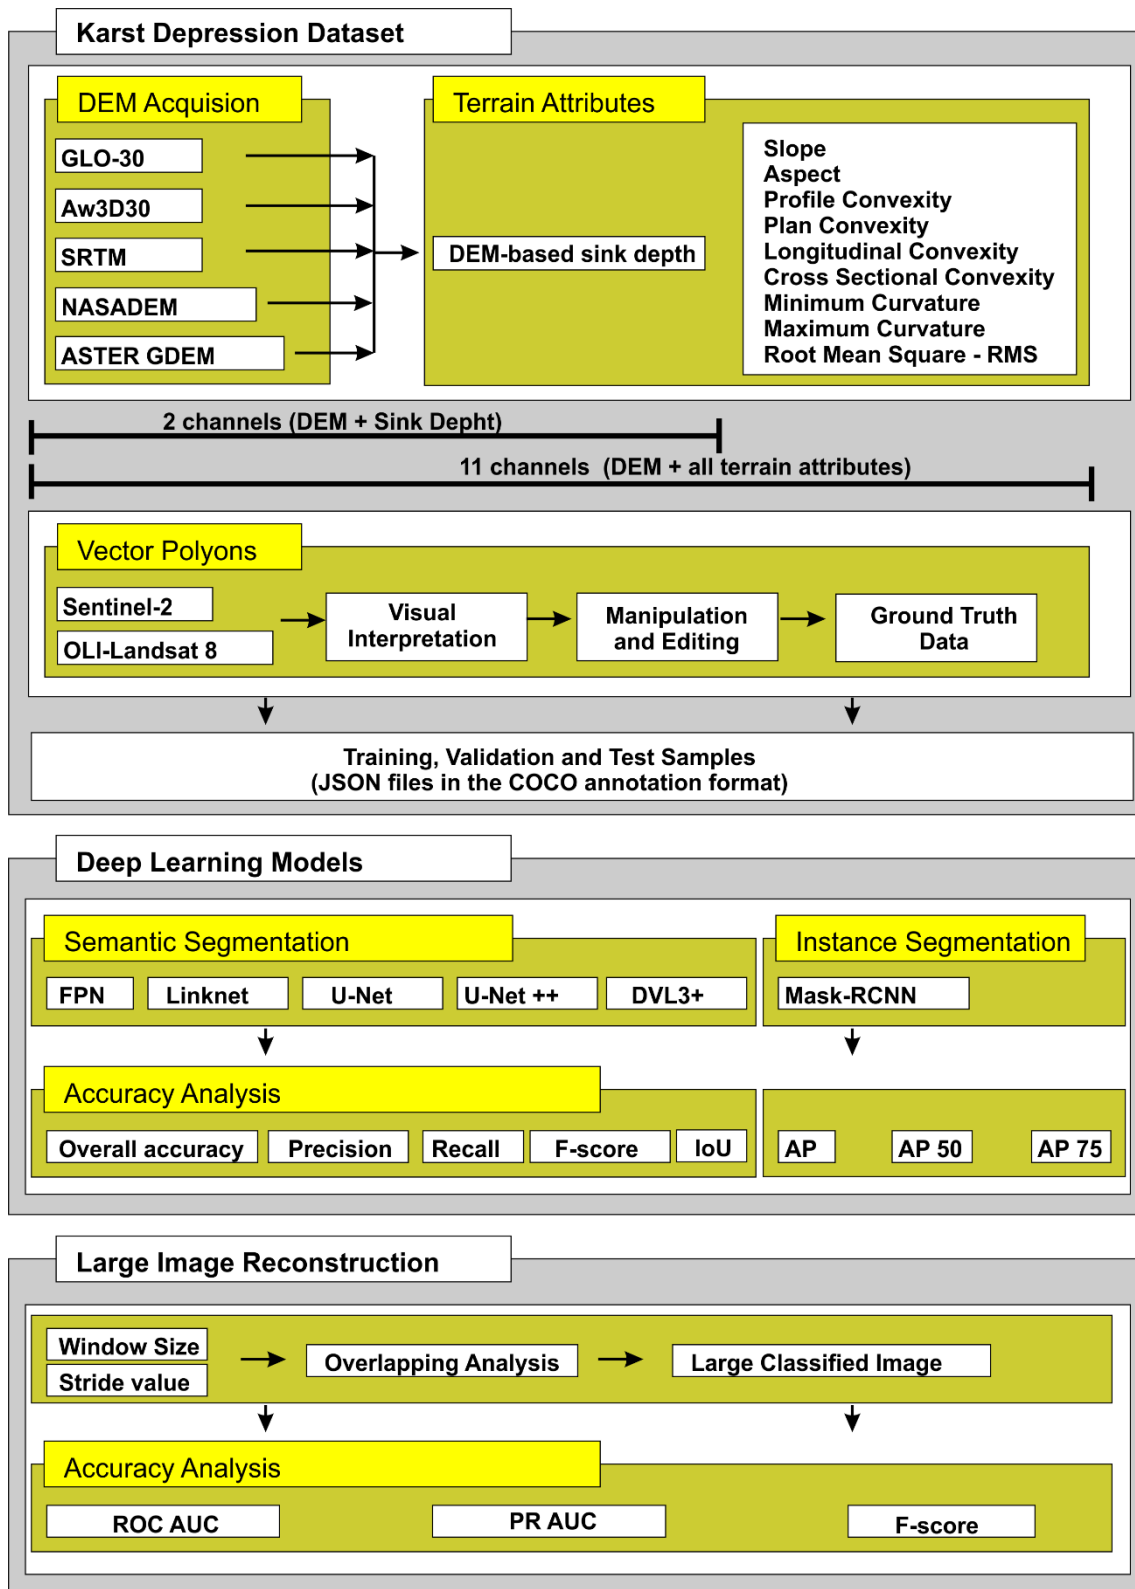 Karst Depression Dataset
DEM Acquision
GLO-30
Aw3D30
SRTM
NASADEM
ASTER GDEM
Terrain Attributes
DEM-based sink depth
Slope
Aspect
Profile Convexity
Plan Convexity
Longitudinal Convexity
Cross Sectional Convexity
Minimum Curvature
Maximum Curvature
Root Mean Square - RMS
2 channels (DEM + Sink Depht)
11 channels (DEM + all terrain attributes)
Vector Polyons
Sentinel-2
OLI-Landsat 8
Visual
Interpretation
Manipulation
and Editing
Ground Truth
Data
Training, Validation and Test Samples
(JSON files in the COCO annotation format)
Deep Learning Models
Semantic Segmentation
FPN
Linknet
U-Net
U-Net ++
DVL3+
Instance Segmentation
Mask-RCNN
Accuracy Analysis
Overall accuracy
Precision
Recall
F-score
IoU
AP
AP 50
AP 75
Large Image Reconstruction
Window Size
Stride value
Overlapping Analysis
Large Classified Image
Accuracy Analysis
ROC AUC
PR AUC
F-score